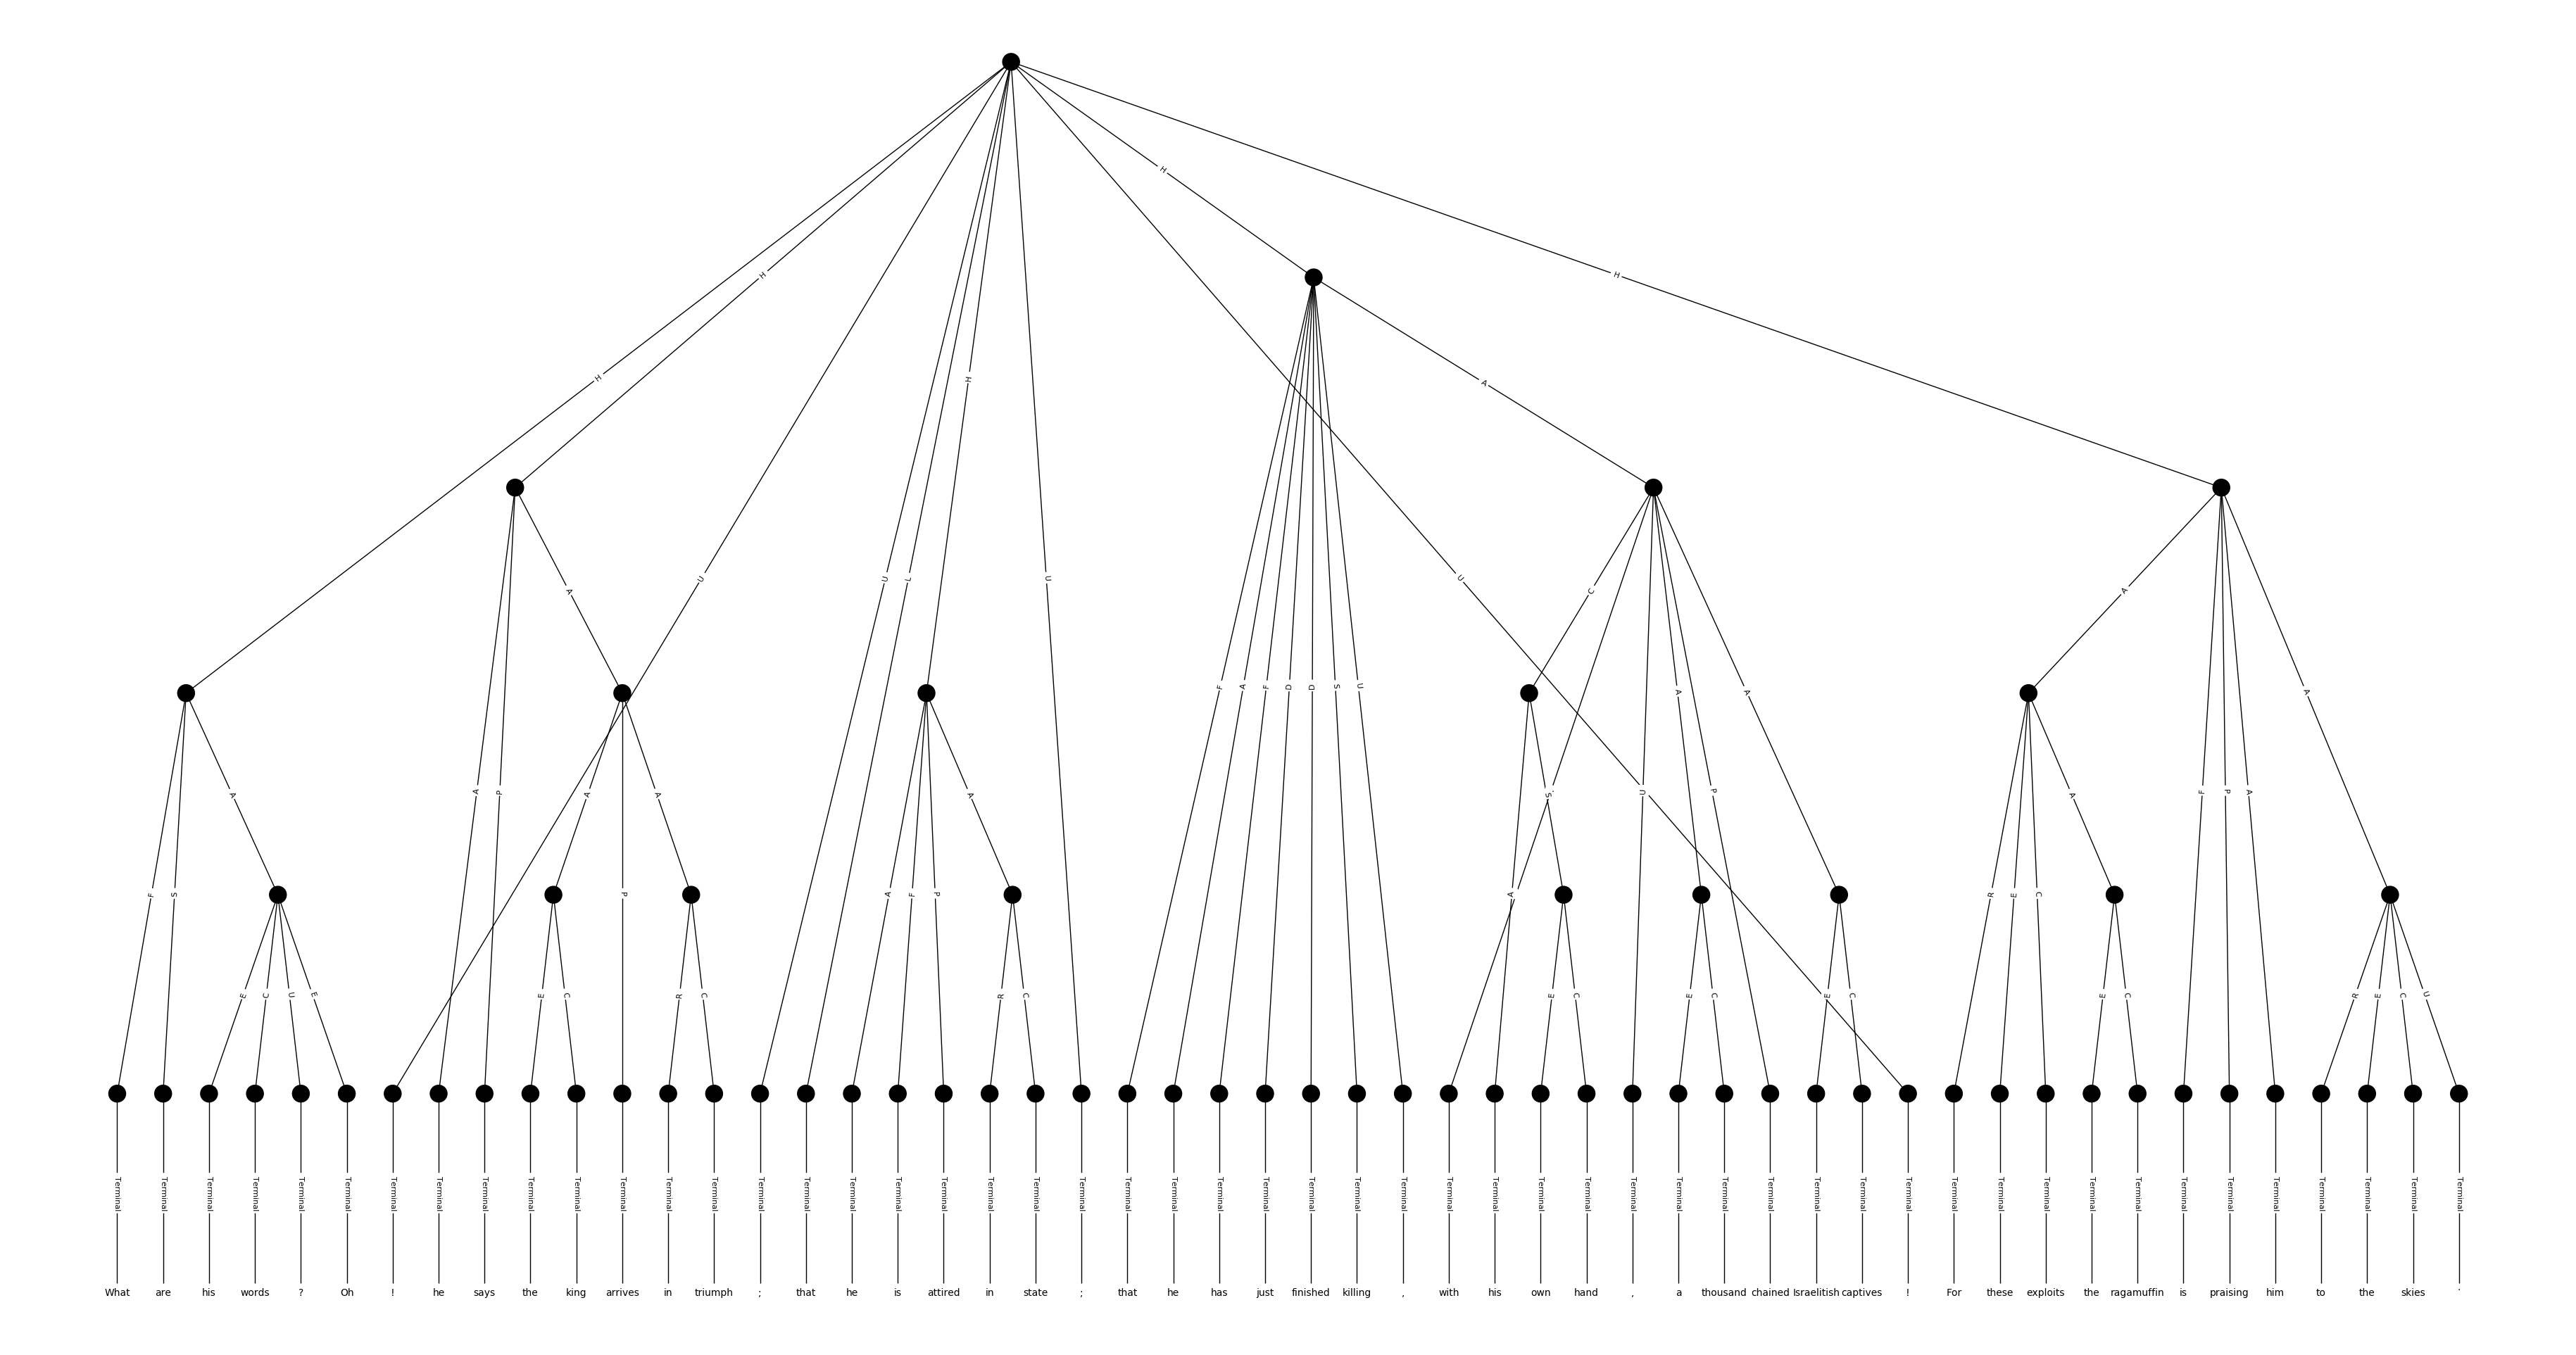 H
H H
H H A
U U L U U
A C A
F A F D D S U A A A
A A P A A A S U P A F P A
F S P A F P A R E C
E C U E E C R C R C E C E C E C E C R E C U
Terminal Terminal Terminal Terminal Terminal Terminal Terminal Terminal Terminal Terminal Terminal Terminal Terminal Terminal Terminal Terminal Terminal Terminal Terminal Terminal Terminal Terminal Terminal Terminal Terminal Terminal Terminal Terminal Terminal Terminal Terminal Terminal Terminal Terminal Terminal Terminal Terminal Terminal Terminal Terminal Terminal Terminal Terminal Terminal Terminal Terminal Terminal Terminal Terminal Terminal Terminal Terminal
What are his words ? Oh ! he says the king arrives in triumph ; that he is attired in state ; that he has just finished killing , with his own hand , a thousand chained Israelitish captives ! For these exploits the ragamuffin is praising him to the skies .